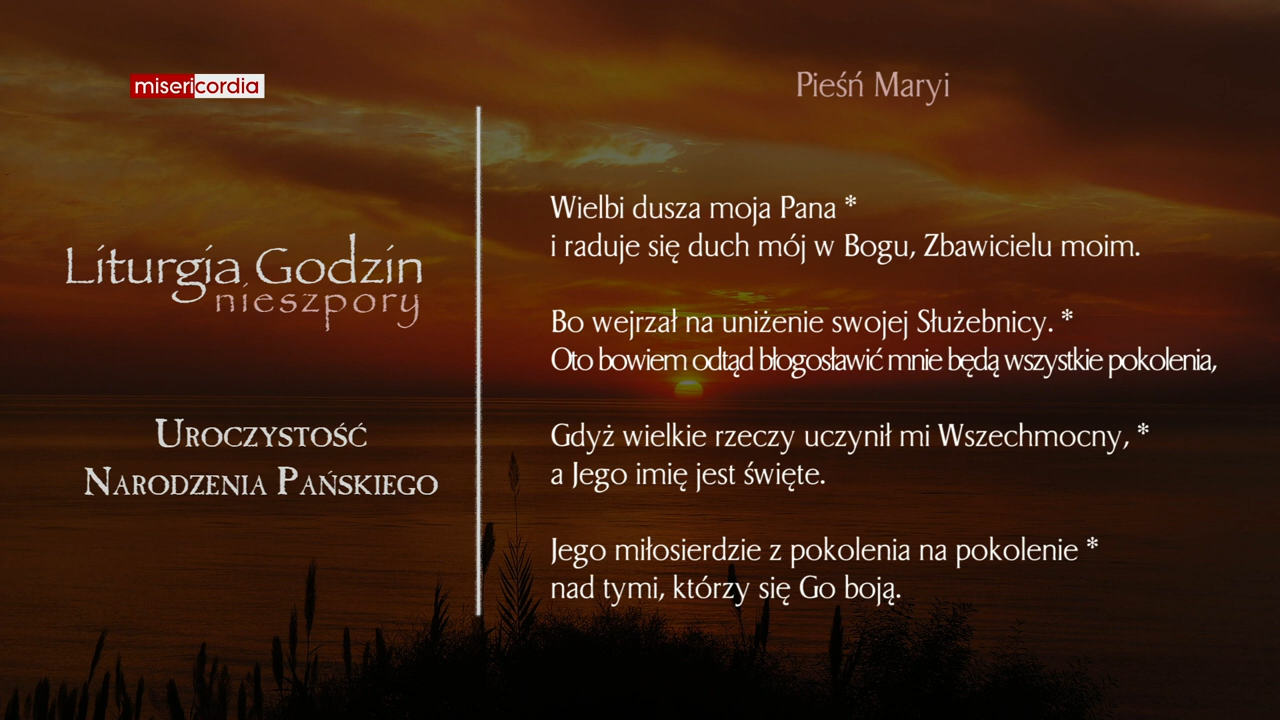 misericordia
Liturgia Godzin
nieszpory
Uroczystość
Narodzenia Pańskiego
Pieśń Maryi
Wielbi dusza moja Pana *
i raduje się duch mój w Bogu, Zbawicielu moim.
Bo wejrzał na uniżenie swojej Służebnicy. *
Oto bowiem odtąd błogosławić mnie będą wszystkie pokolenia,
Gdyż wielkie rzeczy uczynił mi Wszechmocny, *
a Jego imię jest święte.
Jego miłosierdzie z pokolenia na pokolenie *
nad tymi, którzy się Go boją.